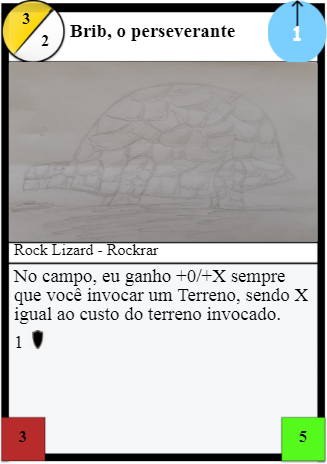 3
2
Brib, o perseverante
1
Rock Lizard - Rockrar
No campo, eu ganho +0/+X sempre
que você invocar um Terreno, sendo X
igual ao custo do terreno invocado.
1
3
5